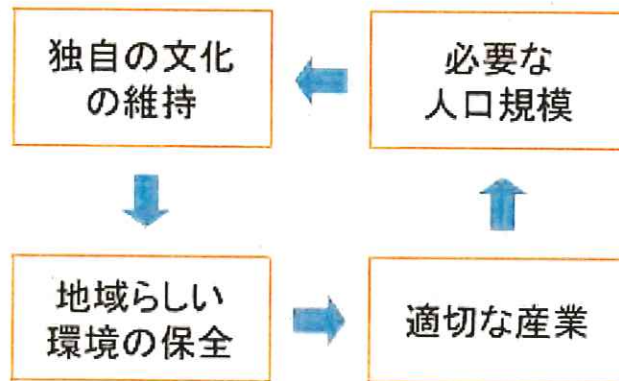 独自の文化
の維持
必要な
人口規模
地域らしい
環境の保全
適切な産業